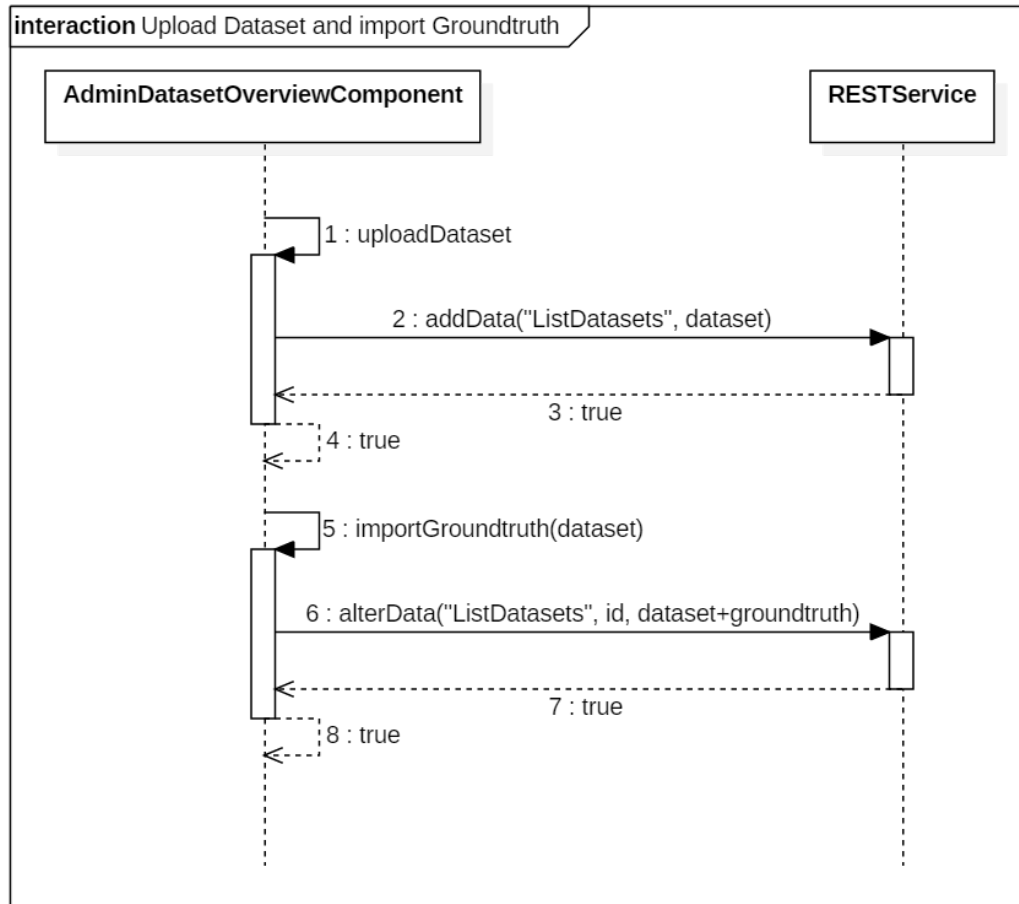 interaction Upload Dataset and import Groundtruth
AdminDatasetOverviewComponent
RESTService
1 : uploadDataset
2 : addData("ListDatasets", dataset)
3 : true
4 : true
5 : importGroundtruth(dataset)
6 : alterData("ListDatasets", id, dataset+groundtruth)
7 : true
8 : true